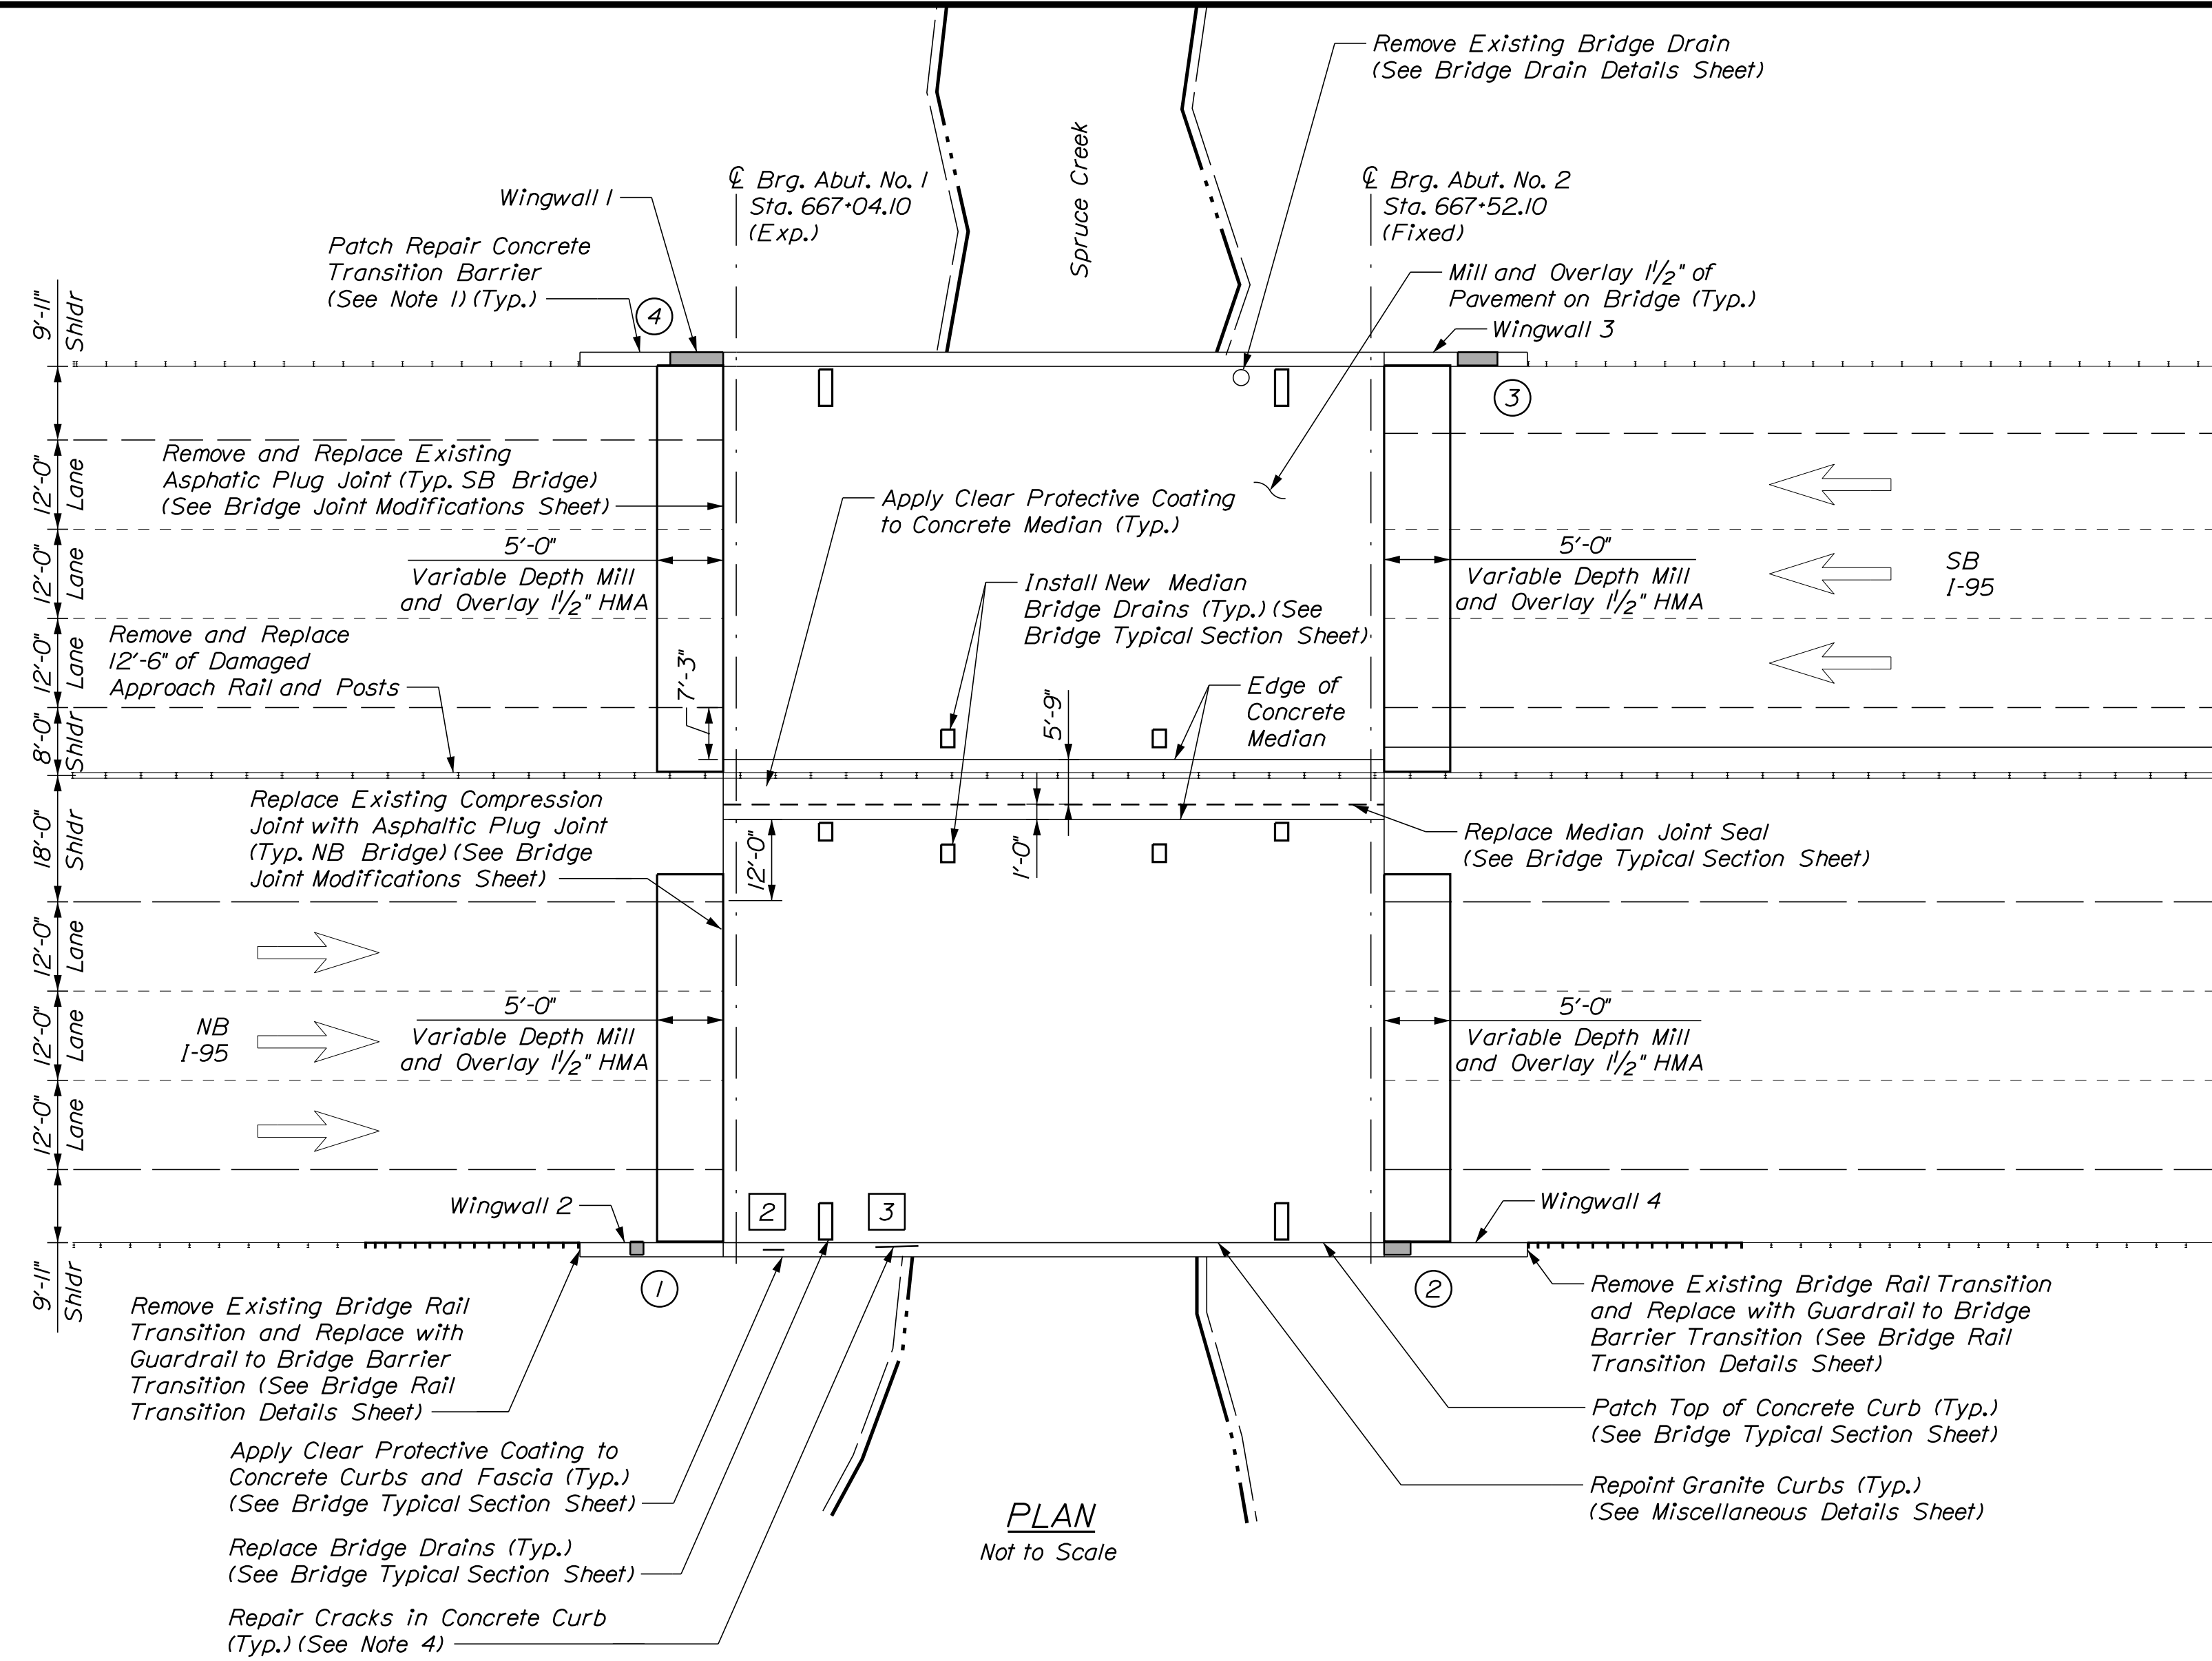 Remove Existing Bridge Drain
(See Bridge Drain Details Sheet)
Spruce Creek
℄ Brg. Abut. No. 1
Sta. 667+04.10
(Exp.)
℄ Brg. Abut. No. 2
Sta. 667+52.10
(Fixed)
Wingwall 1
Patch Repair Concrete
Transition Barrier
(See Note 1) (Typ.)
4
Mill and Overlay 1½" of
Pavement on Bridge (Typ.)
Wingwall 3
3
9'-11"
Shldr
12'-0"
Lane
12'-0"
Lane
12'-0"
Lane
8'-0"
Shldr
18'-0"
Shldr
12'-0"
Lane
12'-0"
Lane
12'-0"
Lane
9'-11"
Shldr
Remove and Replace Existing
Asphatic Plug Joint (Typ. SB Bridge)
(See Bridge Joint Modifications Sheet)
5'-0"
Variable Depth Mill
and Overlay 1½" HMA
Remove and Replace
12'-6" of Damaged
Approach Rail and Posts
7'-3"
Apply Clear Protective Coating
to Concrete Median (Typ.)
Install New Median
Bridge Drains (Typ.) (See
Bridge Typical Section Sheet)
5'-9"
Edge of
Concrete
Median
5'-0"
Variable Depth Mill
and Overlay 1½" HMA
SB
I-95
Replace Existing Compression
Joint with Asphaltic Plug Joint
(Typ. NB Bridge) (See Bridge
Joint Modifications Sheet)
12'-0"
1'-0"
Replace Median Joint Seal
(See Bridge Typical Section Sheet)
NB
I-95
5'-0"
Variable Depth Mill
and Overlay 1½" HMA
5'-0"
Variable Depth Mill
and Overlay 1½" HMA
Wingwall 2
2
3
Wingwall 4
1
2
Remove Existing Bridge Rail
Transition and Replace with
Guardrail to Bridge Barrier
Transition (See Bridge Rail
Transition Details Sheet)
Apply Clear Protective Coating to
Concrete Curbs and Fascia (Typ.)
(See Bridge Typical Section Sheet)
Replace Bridge Drains (Typ.)
(See Bridge Typical Section Sheet)
Repair Cracks in Concrete Curb
(Typ.) (See Note 4)
Remove Existing Bridge Rail Transition
and Replace with Guardrail to Bridge
Barrier Transition (See Bridge Rail
Transition Details Sheet)
Patch Top of Concrete Curb (Typ.)
(See Bridge Typical Section Sheet)
Repoint Granite Curbs (Typ.)
(See Miscellaneous Details Sheet)
PLAN
Not to Scale